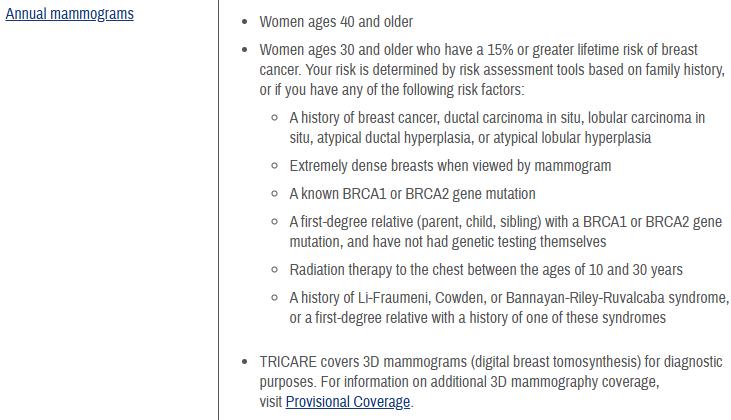 Annual mammograms
• Women ages 40 and older
• Women ages 30 and older who have a 15% or greater lifetime risk of breast
cancer. Your risk is determined by risk assessment tools based on family history,
or if you have any of the following risk factors:
◦ A history of breast cancer, ductal carcinoma in situ, lobular carcinoma in
situ, atypical ductal hyperplasia, or atypical lobular hyperplasia
◦ Extremely dense breasts when viewed by mammogram
◦ A known BRCA1 or BRCA2 gene mutation
◦ A first-degree relative (parent, child, sibling) with a BRCA1 or BRCA2 gene
mutation, and have not had genetic testing themselves
◦ Radiation therapy to the chest between the ages of 10 and 30 years
◦ A history of Li-Fraumeni, Cowden, or Bannayan-Riley-Ruvalcaba syndrome,
or a first-degree relative with a history of one of these syndromes
• TRICARE covers 3D mammograms (digital breast tomosynthesis) for diagnostic
purposes. For information on additional 3D mammography coverage,
visit Provisional Coverage.